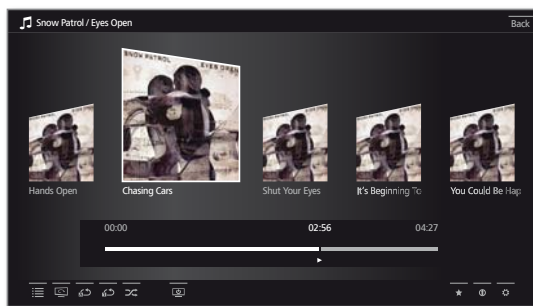 Snow Patrol / Eyes Open
Back
SNOW PATROL EYES OPEN
Hands Open
Chasing Cars
Shut Your Eyes
It's Beginning To
You Could Be Hap
00:00
02:56
04:27